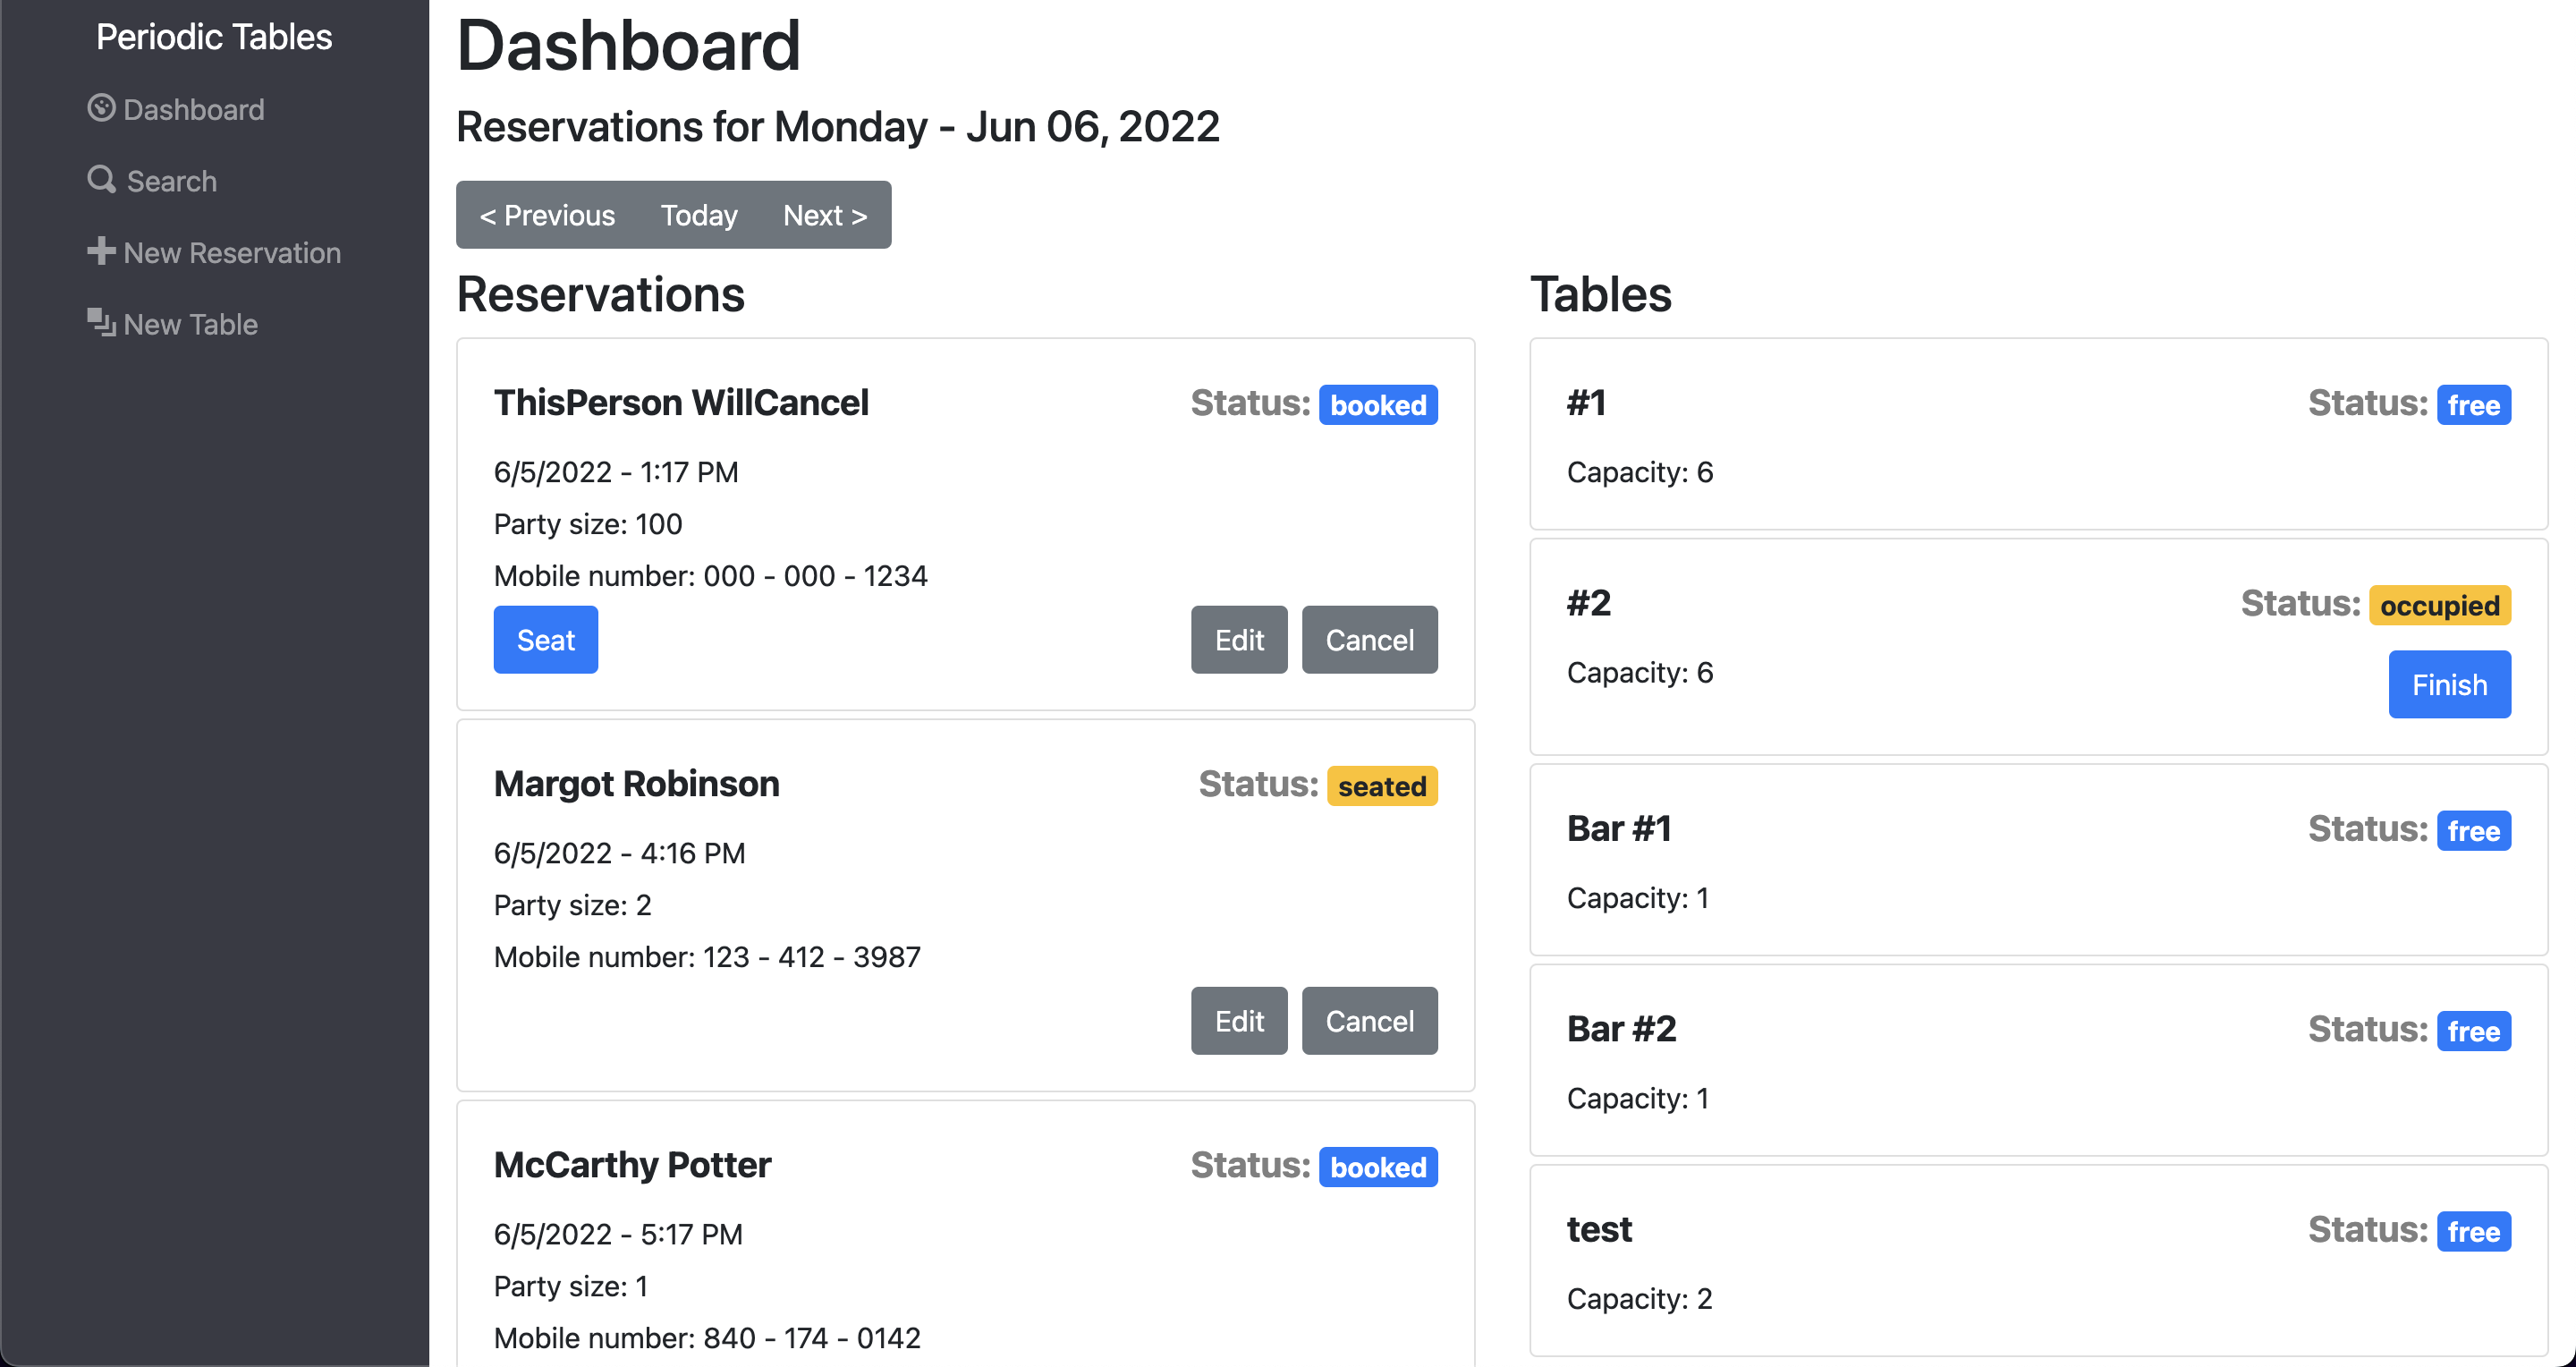 Periodic Tables
Dashboard
Search
New Reservation
New Table
Dashboard
Reservations for Monday - Jun 06, 2022
< Previous Today Next >
Reservations
ThisPerson WillCancel Status: booked
6/5/2022 - 1:17 PM
Party size: 100
Mobile number: 000 - 000 - 1234
Seat Edit Cancel
Margot Robinson Status: seated
6/5/2022 - 4:16 PM
Party size: 2
Mobile number: 123 - 412 - 3987
Edit Cancel
McCarthy Potter Status: booked
6/5/2022 - 5:17 PM
Party size: 1
Mobile number: 840 - 174 - 0142
Tables
#1 Status: free
Capacity: 6
#2 Status: occupied
Capacity: 6
Finish
Bar #1 Status: free
Capacity: 1
Bar #2 Status: free
Capacity: 1
test Status: free
Capacity: 2